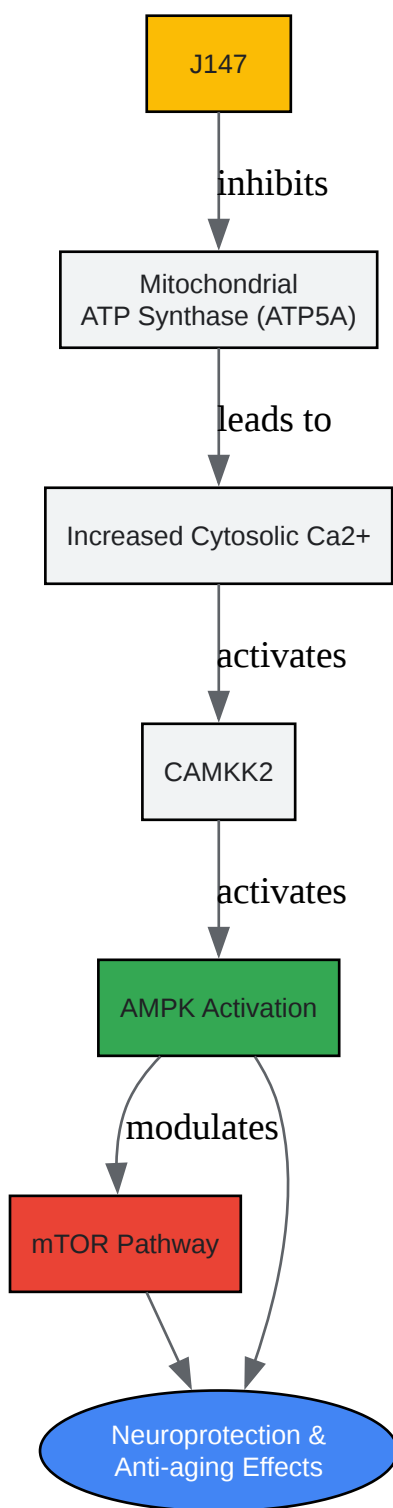 J147
inhibits
Mitochondrial
ATP Synthase (ATP5A)
leads to
Increased Cytosolic Ca2+
activates
CAMKK2
activates
AMPK Activation
modulates
mTOR Pathway
Neuroprotection &
Anti-aging Effects